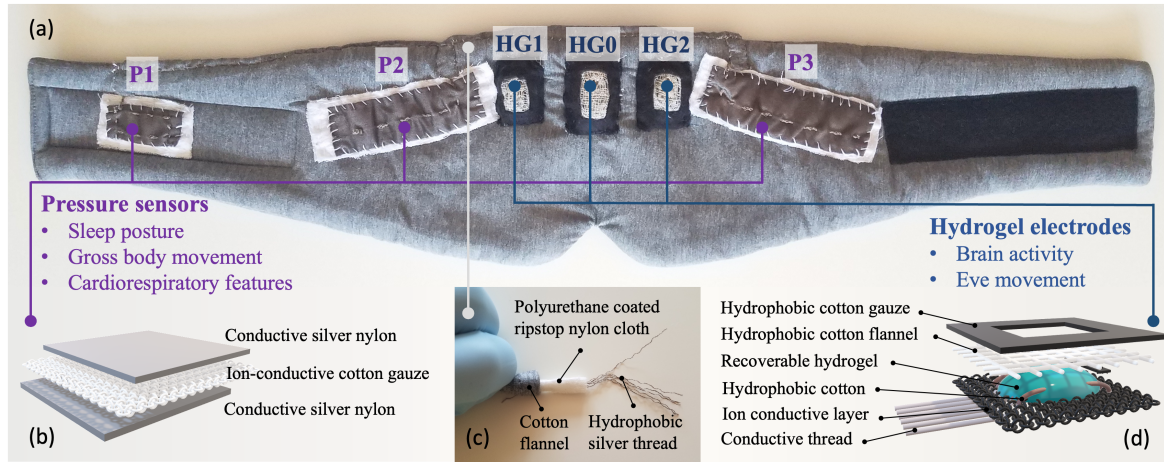 (a)
P1
P2
HG1
HG0
HG2
P3
Pressure sensors
• Sleep posture
• Gross body movement
• Cardiorespiratory features
Hydrogel electrodes
• Brain activity
• Eve movement
Conductive silver nylon
Ion-conductive cotton gauze
Conductive silver nylon
(b)
Polyurethane coated
ripstop nylon cloth
Cotton
flannel
Hydrophobic
silver thread
(c)
Hydrophobic cotton gauze
Hydrophobic cotton flannel
Recoverable hydrogel
Hydrophobic cotton
Ion conductive layer
Conductive thread
(d)